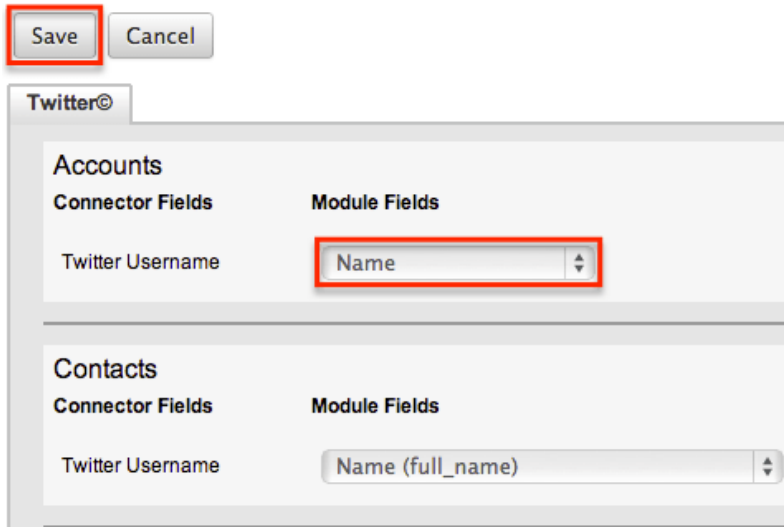 Save Cancel
Twitter©
Accounts
Connector Fields Module Fields
Twitter Username Name
Contacts
Connector Fields Module Fields
Twitter Username Name (full_name)